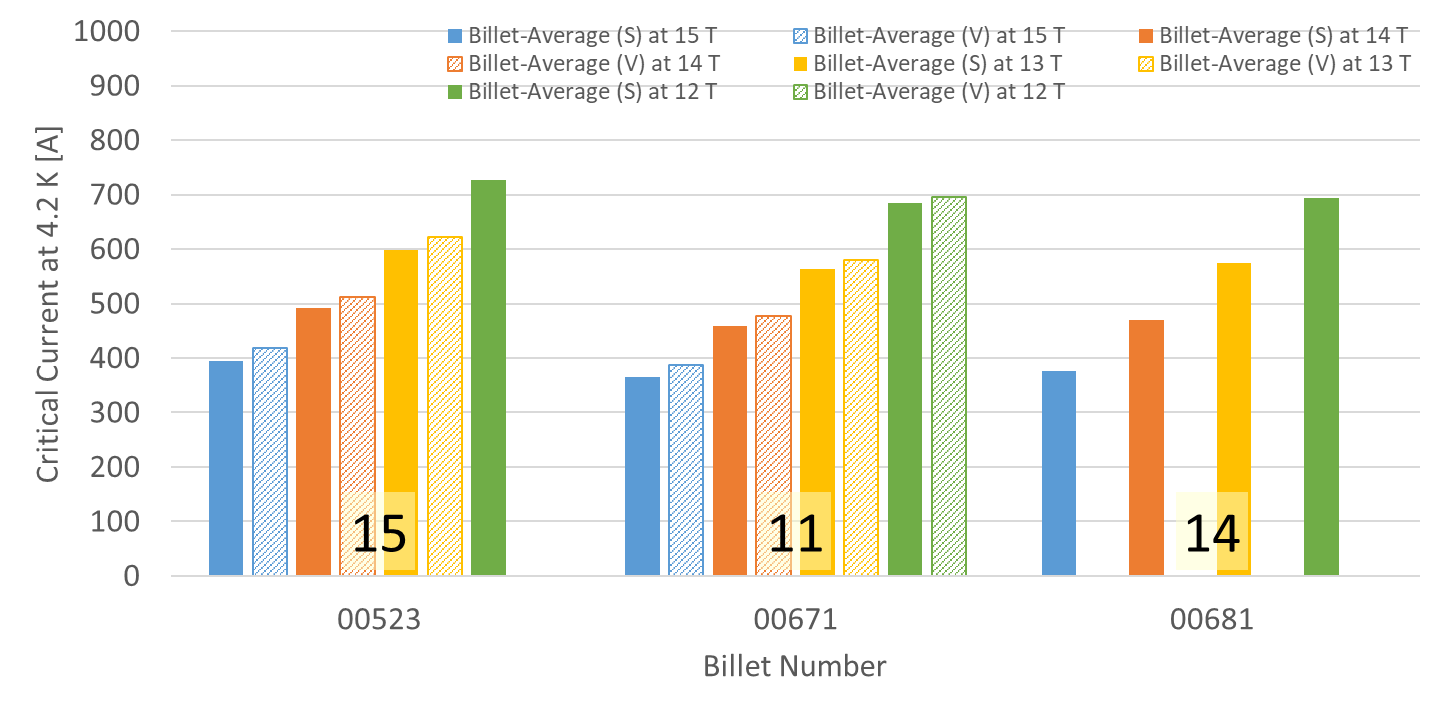 Billet-Average (S) at 15 T Billet-Average (V) at 15 T Billet-Average (S) at 14 T
Billet-Average (V) at 14 T Billet-Average (S) at 13 T Billet-Average (V) at 13 T
Billet-Average (S) at 12 T Billet-Average (V) at 12 T
Critical Current at 4.2 K [A]
1000
900
800
700
600
500
400
300
200
100
0
15 11 14
00523 00671 00681
Billet Number